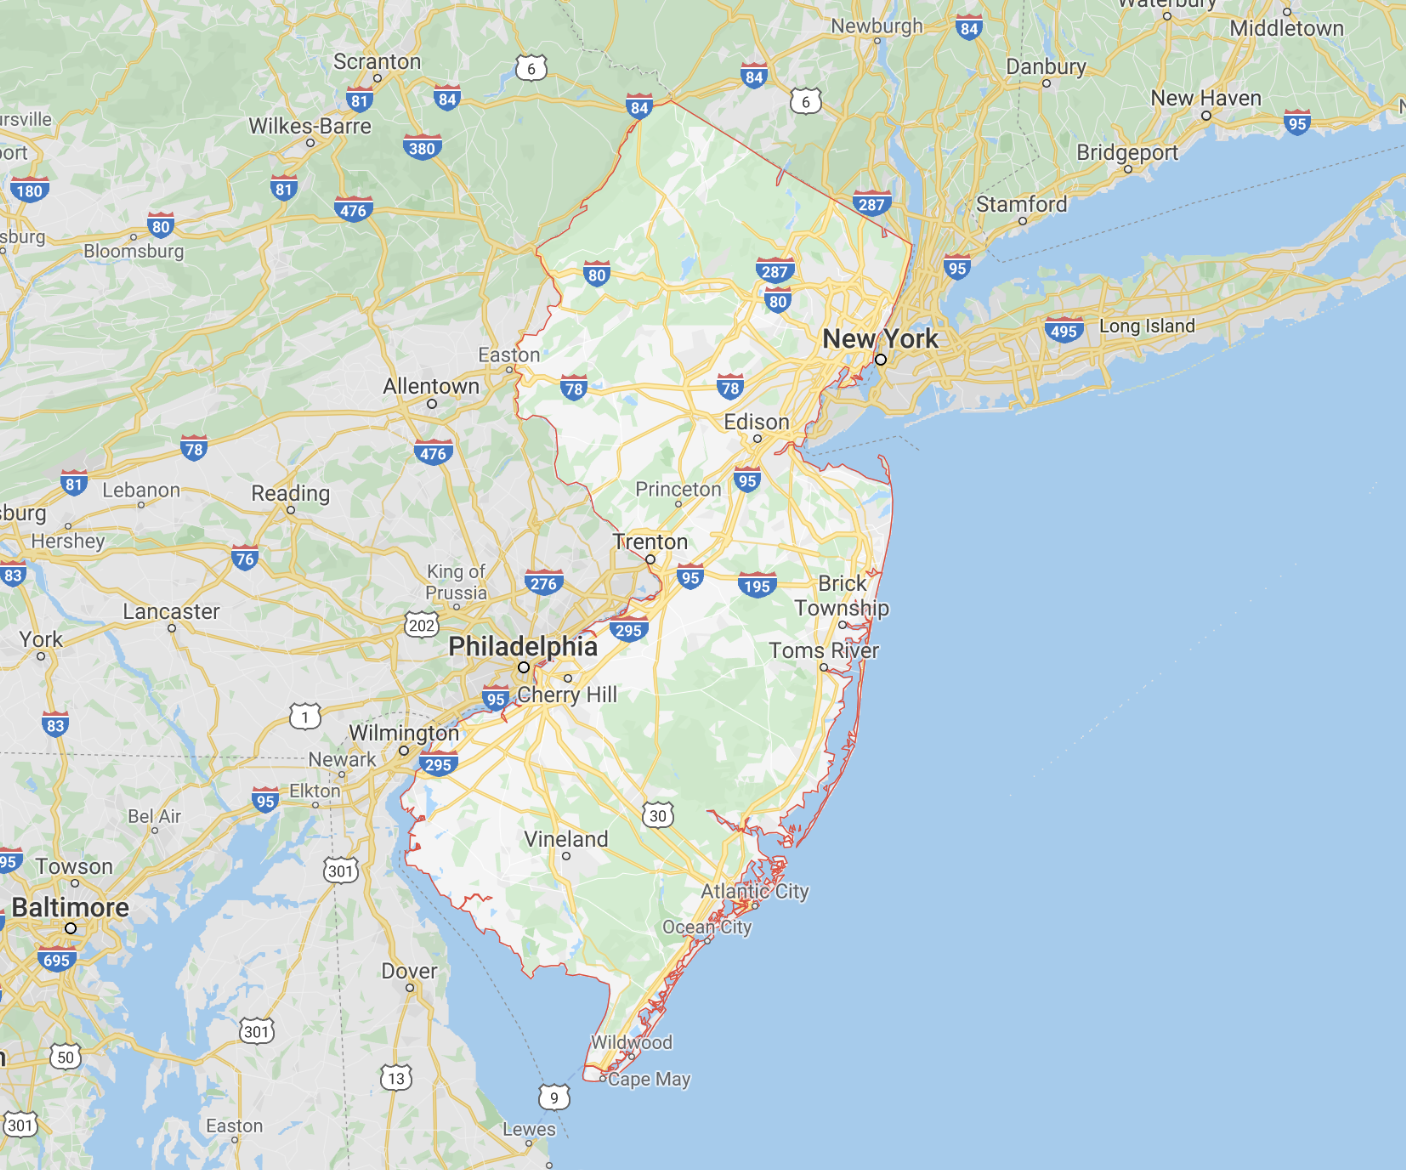 Waterbury
Newburgh
84
Middletown
Scranton
6
84
Danbury
81
84
84
6
New Haven
95
Wilkes-Barre
380
Bridgeport
180
81
476
287
Stamford
80
Bloomsburg
80
287
95
80
New York
495
Long Island
Easton
Allentown
78
78
Edison
78
476
81
Lebanon
Reading
95
Princeton
Hershey
76
Trenton
83
King of
Prussia
276
95
195
Brick
Township
Lancaster
202
295
York
Philadelphia
Toms River
95
Cherry Hill
83
1
Wilmington
Newark
295
95
Elkton
Bel Air
30
Vineland
95
Towson
301
Atlantic City
Baltimore
Ocean City
695
Dover
301
50
Wildwood
13
Cape May
9
301
Easton
Lewes